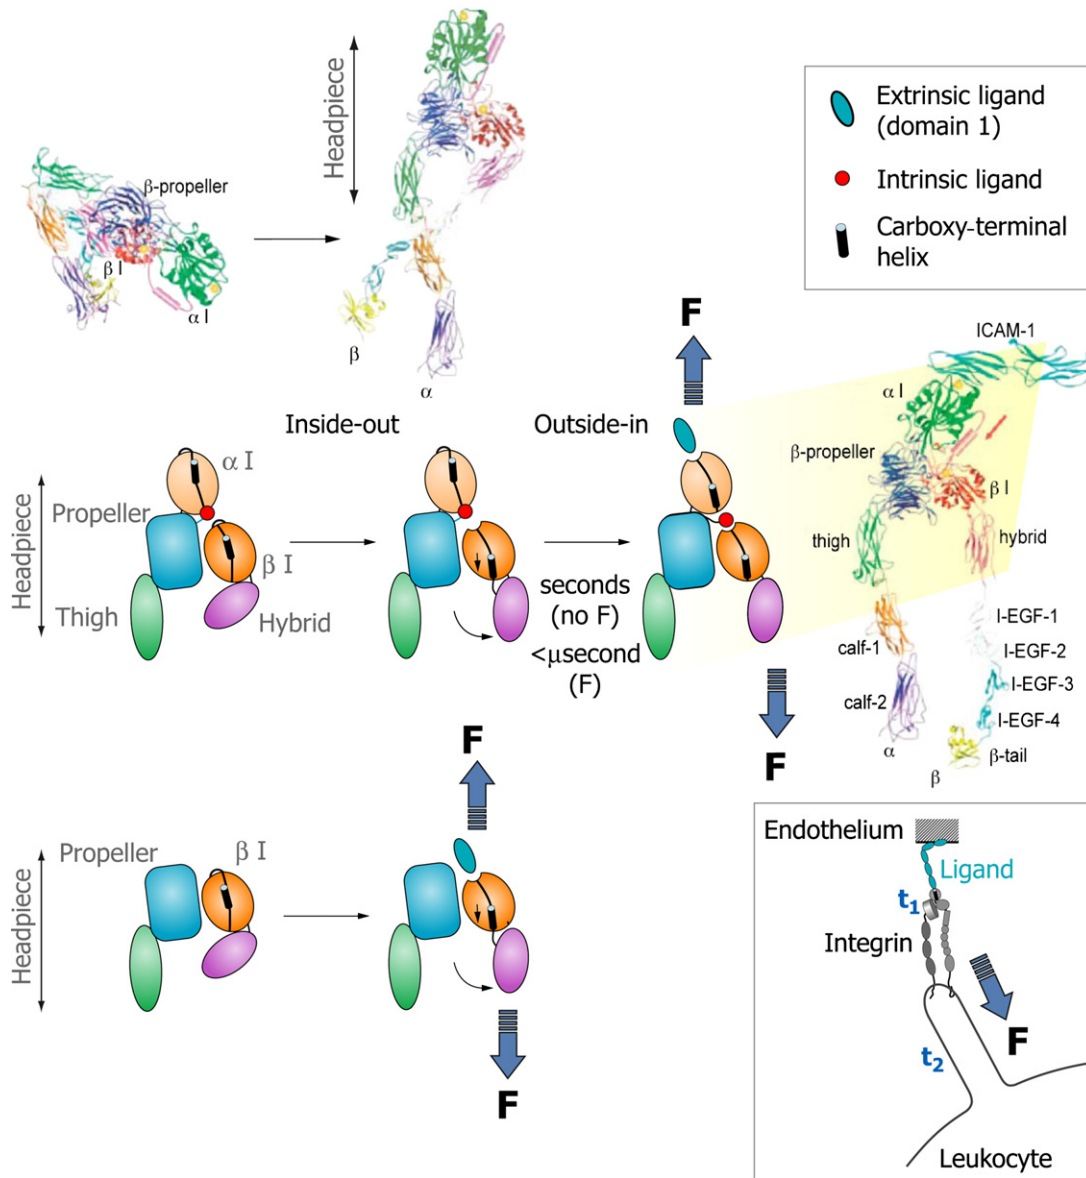 Headpiece
β-propeller
β I
α I
β
α
Extrinsic ligand
(domain 1)
Intrinsic ligand
Carboxy-terminal
helix
F
ICAM-1
α I
β-propeller
β I
thigh
hybrid
I-EGF-1
calf-1
I-EGF-2
calf-2
I-EGF-3
I-EGF-4
α
β-tail
β
Inside-out
Outside-in
Headpiece
α I
Propeller
β I
Thigh
Hybrid
seconds
(no F)
<μsecond
(F)
F
F
Headpiece
Propeller
β I
F
Endothelium
Ligand
t1
Integrin
F
t2
Leukocyte